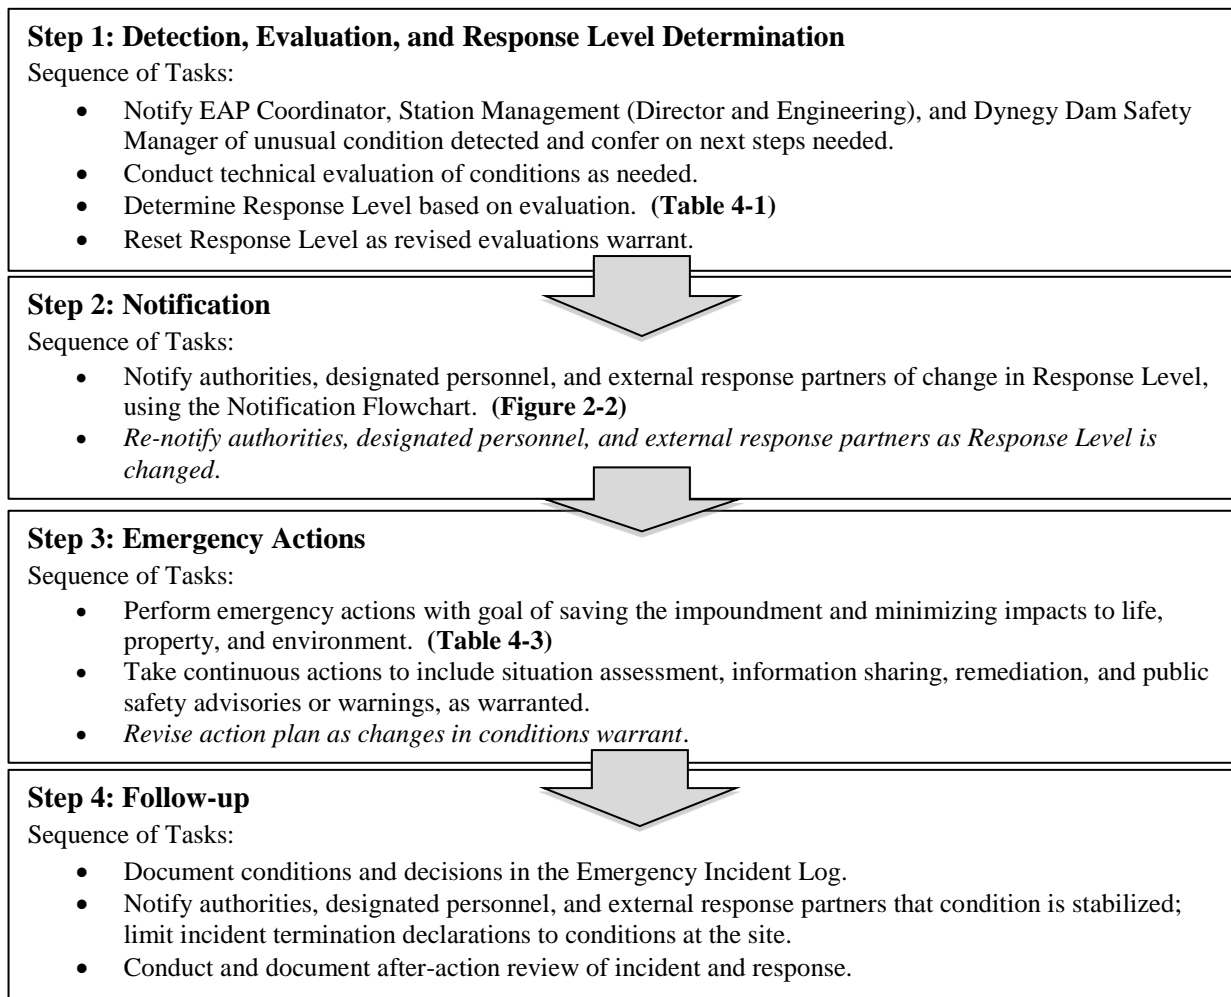 Step 1: Detection, Evaluation, and Response Level Determination
Sequence of Tasks:
• Notify EAP Coordinator, Station Management (Director and Engineering), and Dynegy Dam Safety
Manager of unusual condition detected and confer on next steps needed.
• Conduct technical evaluation of conditions as needed.
• Determine Response Level based on evaluation. (Table 4-1)
• Reset Response Level as revised evaluations warrant.
Step 2: Notification
Sequence of Tasks:
• Notify authorities, designated personnel, and external response partners of change in Response Level,
using the Notification Flowchart. (Figure 2-2)
• Re-notify authorities, designated personnel, and external response partners as Response Level is
changed.
Step 3: Emergency Actions
Sequence of Tasks:
• Perform emergency actions with goal of saving the impoundment and minimizing impacts to life,
property, and environment. (Table 4-3)
• Take continuous actions to include situation assessment, information sharing, remediation, and public
safety advisories or warnings, as warranted.
• Revise action plan as changes in conditions warrant.
Step 4: Follow-up
Sequence of Tasks:
• Document conditions and decisions in the Emergency Incident Log.
• Notify authorities, designated personnel, and external response partners that condition is stabilized;
limit incident termination declarations to conditions at the site.
• Conduct and document after-action review of incident and response.